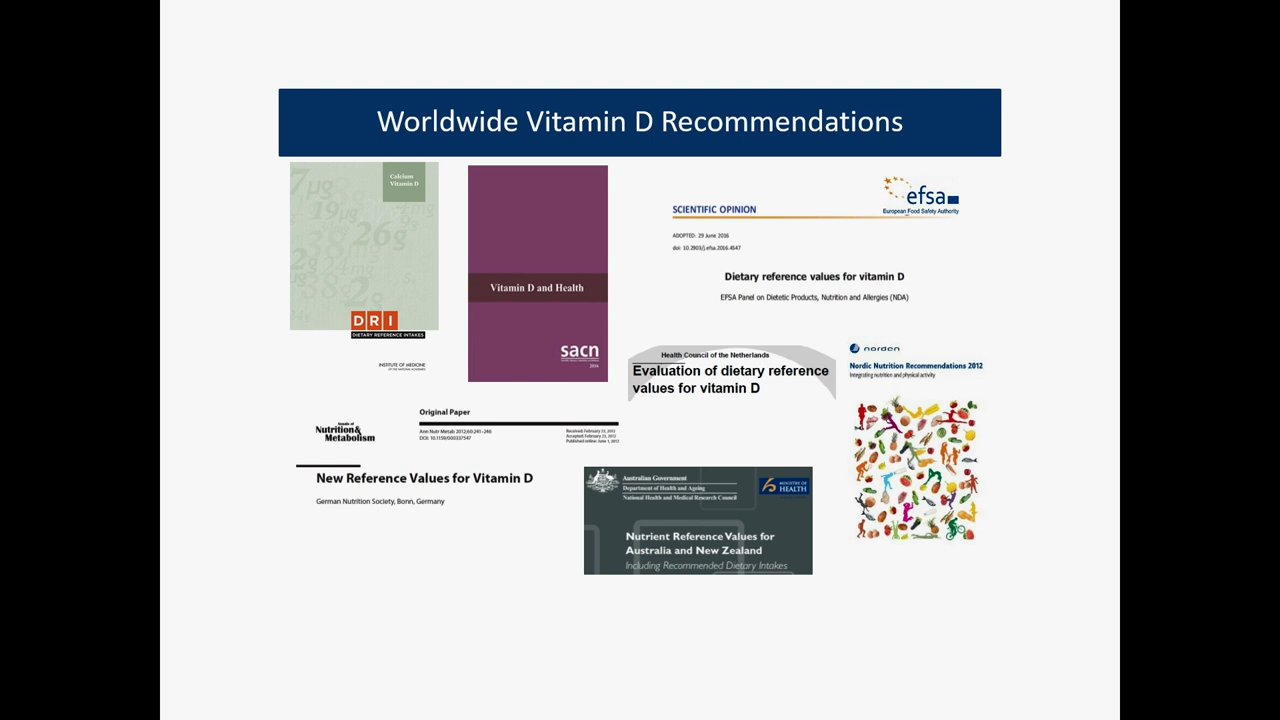 Worldwide Vitamin D Recommendations
Calcium
Vitamin D
DRI
DIETARY REFERENCE INTAKES
INSTITUTE OF MEDICINE
OF THE NATIONAL ACADEMIES
Vitamin D and Health
sacn
2016
efsa
European Food Safety Authority
SCIENTIFIC OPINION
ADOPTED: 29 June 2016
doi: 10.2903/j.efsa.2016.4547
Dietary reference values for vitamin D
EFSA Panel on Dietetic Products, Nutrition and Allergies (NDA)
Health Council of the Netherlands
Evaluation of dietary reference
values for vitamin D
norden
Nordic Nutrition Recommendations 2012
Integrating nutrition and physical activity
Annals of
Nutrition&
Metabolism
Original Paper
Ann Nutr Metab 2012;60:241–246
DOI: 10.1159/000337547
Received: February 23, 2012
Accepted: February 23, 2012
Published online: June 1, 2012
New Reference Values for Vitamin D
German Nutrition Society, Bonn, Germany
Australian Government
Department of Health and Ageing
National Health and Medical Research Council
MINISTRY OF
HEALTH
Nutrient Reference Values for
Australia and New Zealand
Including Recommended Dietary Intakes